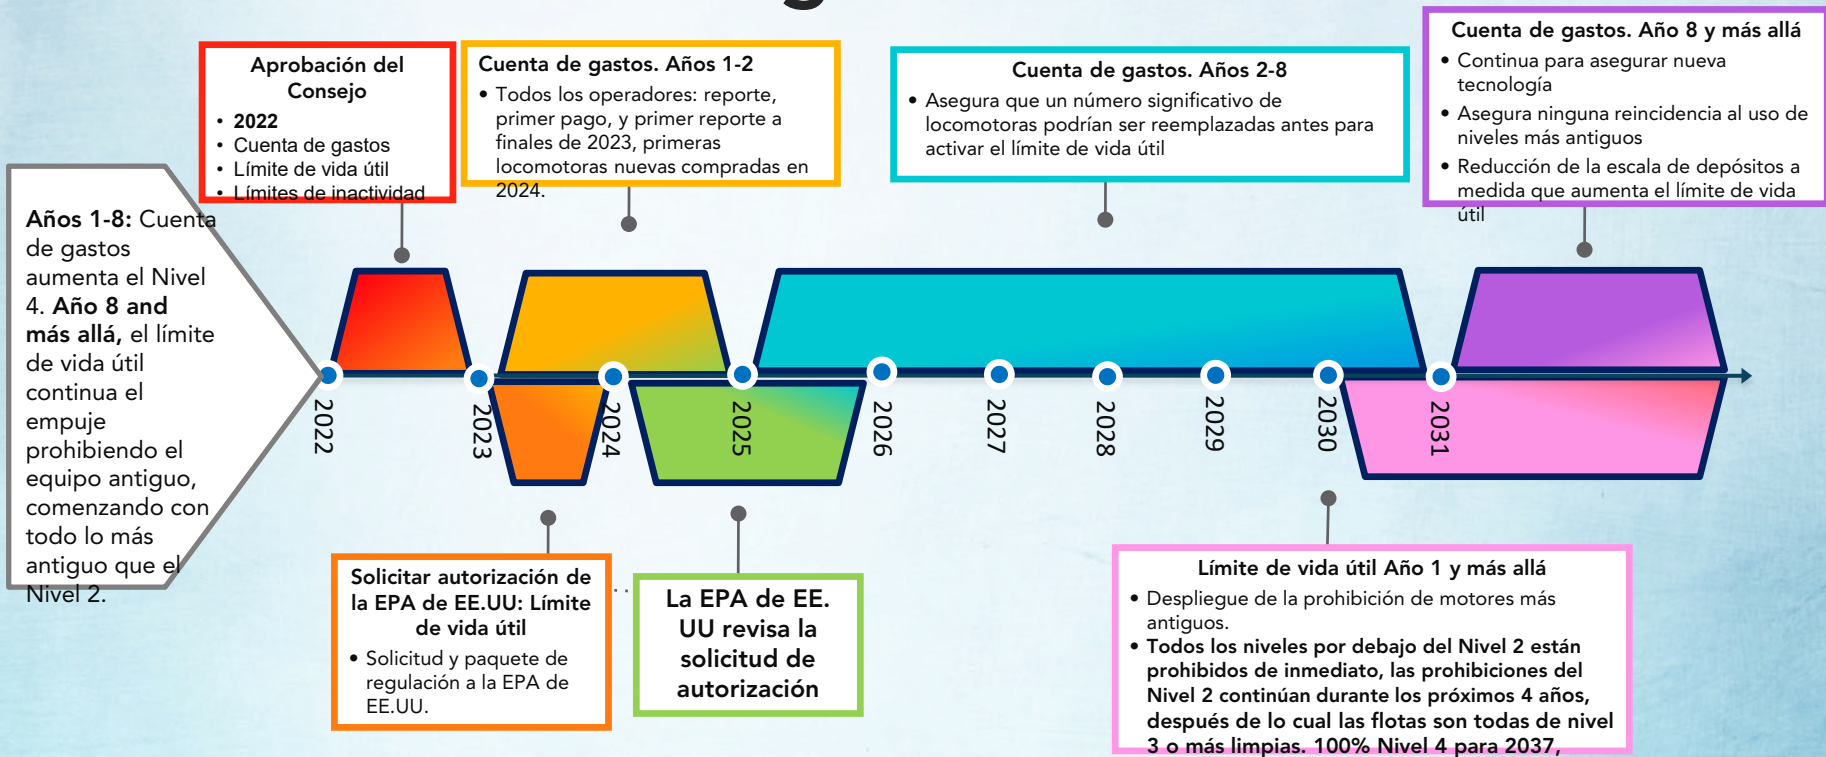 Aprobación del
Consejo
• 2022
• Cuenta de gastos
• Límite de vida útil
• Límites de inactividad
Cuenta de gastos. Años 1-2
• Todos los operadores: reporte,
primer pago, y primer reporte a
finales de 2023, primeras
locomotoras nuevas compradas en
2024.
Cuenta de gastos. Años 2-8
• Asegura que un número significativo de
locomotoras podrían ser reemplazadas antes para
activar el límite de vida útil
Cuenta de gastos. Año 8 y más allá
• Continua para asegurar nueva
tecnología
• Asegura ninguna reincidencia al uso de
niveles más antiguos
• Reducción de la escala de depósitos a
medida que aumenta el límite de vida
útil
Años 1-8: Cuenta
de gastos
aumenta el Nivel
4. Año 8 and
más allá, el límite
de vida útil
continua el
empuje
prohibiendo el
equipo antiguo,
comenzando con
todo lo más
antiguo que el
Nivel 2.
2022
2023
2024
2025
2026
2027
2028
2029
2030
2031
Solicitar autorización de
la EPA de EE.UU: Límite
de vida útil
• Solicitud y paquete de
regulación a la EPA de
EE.UU.
La EPA de EE.
UU revisa la
solicitud de
autorización
Límite de vida útil Año 1 y más allá
• Despliegue de la prohibición de motores más
antiguos.
• Todos los niveles por debajo del Nivel 2 están
prohibidos de inmediato, las prohibiciones del
Nivel 2 continúan durante los próximos 4 años,
después de lo cual las flotas son todas de nivel
3 o más limpias. 100% Nivel 4 para 2037,